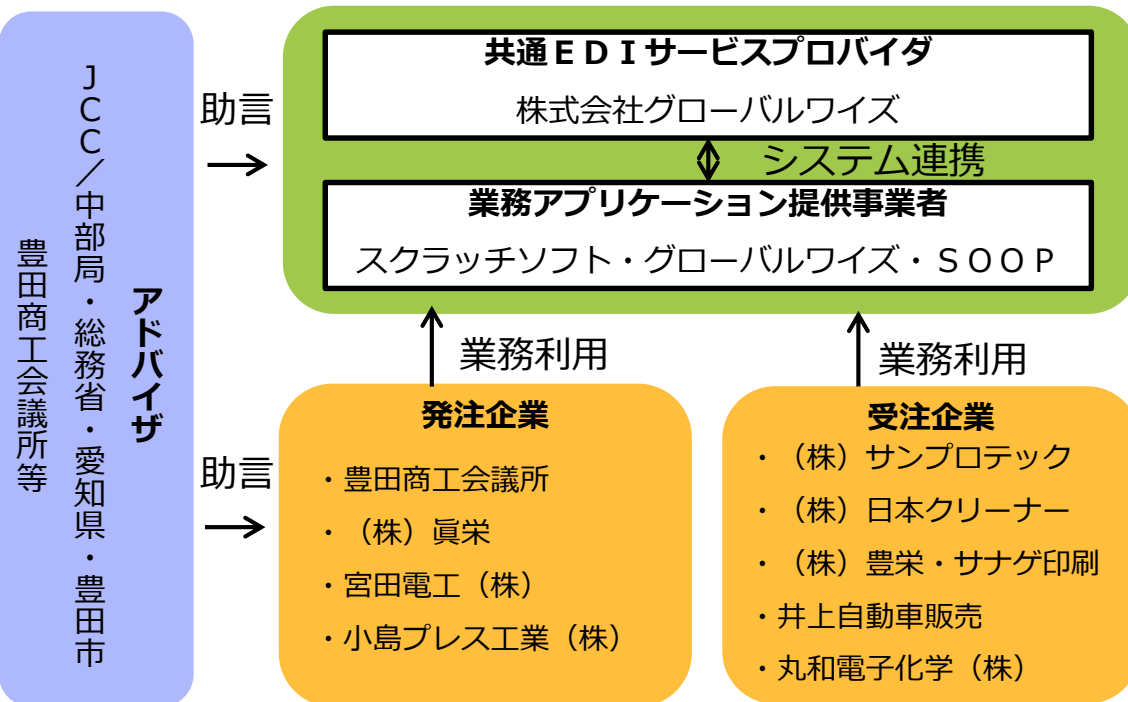 アドバイザ
JCC／中部局・総務省・愛知県・豊田市
豊田商工会議所等
助言
共通ＥＤＩサービスプロバイダ
株式会社グローバルワイズ
システム連携
業務アプリケーション提供事業者
スクラッチソフト・グローバルワイズ・ＳＯＯＰ
業務利用
業務利用
助言
発注企業
・豊田商工会議所
・（株）眞栄
・宮田電工（株）
・小島プレス工業（株）
受注企業
・（株）サンプロテック
・（株）日本クリーナー
・（株）豊栄・サナゲ印刷
・井上自動車販売
・丸和電子化学（株）